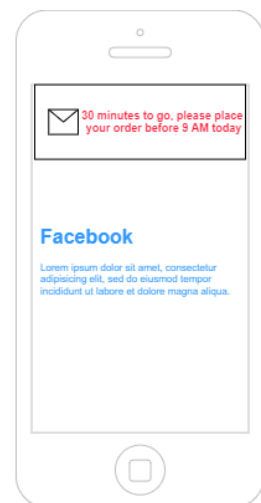 30 minutes to go, please place
your order before 9 AM today
Facebook
Lorem ipsum dolor sit amet, consectetur
adipisicing elit, sed do eiusmod tempor
incididunt ut labore et dolore magna aliqua.